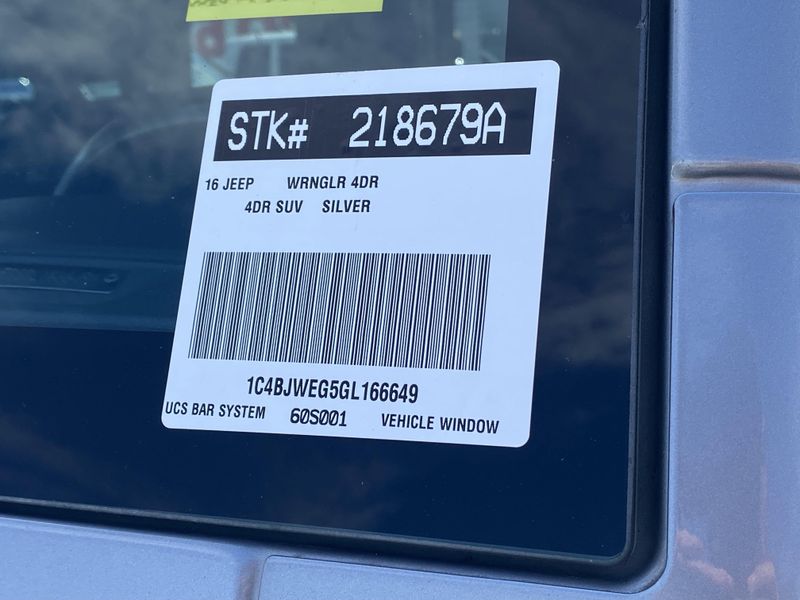 STK# 218679A
16 JEEP WRNGLR 4DR
4DR SUV SILVER
1C4BJWEG5GL166649
UCS BAR SYSTEM 60S001 VEHICLE WINDOW